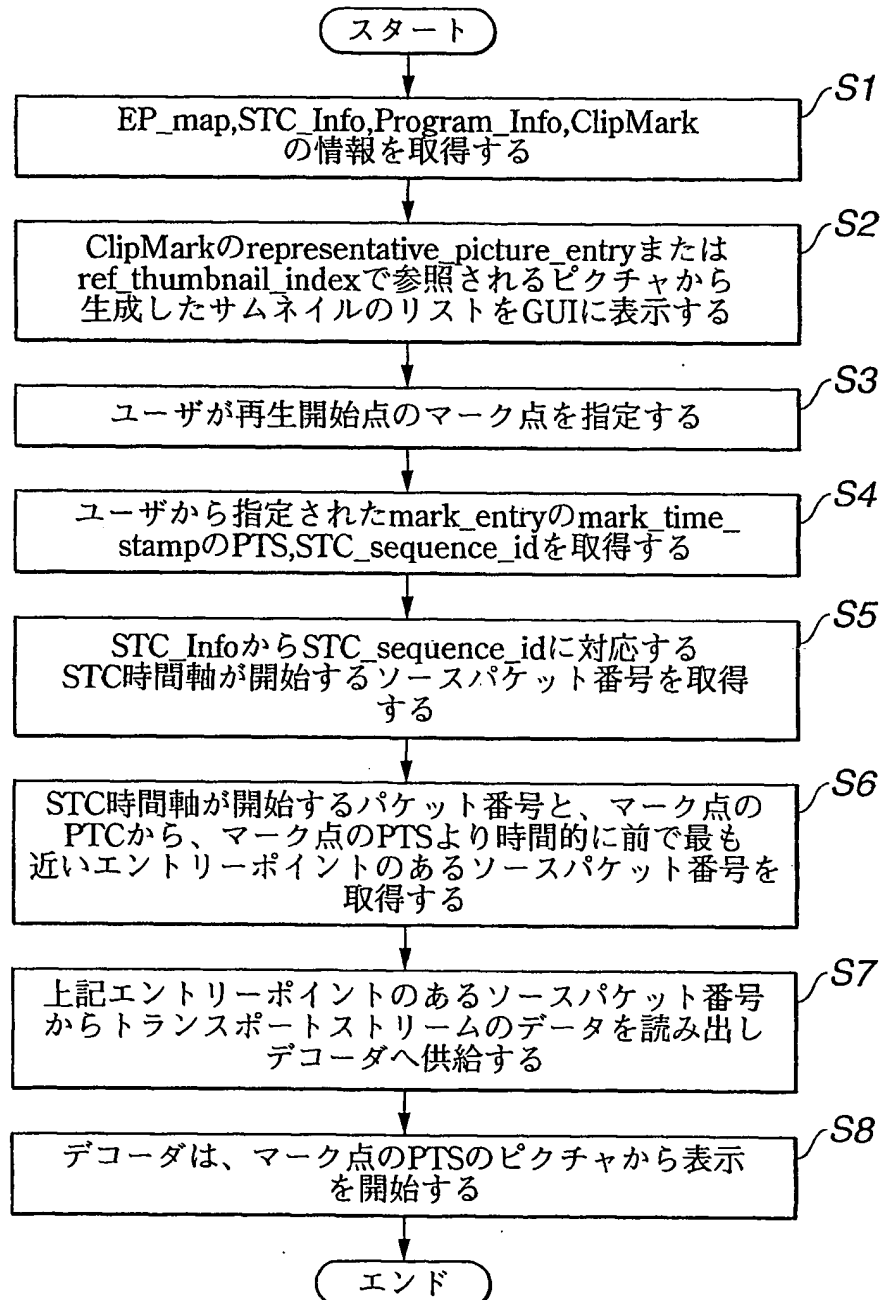 スタート
S1
EP_map,STC_Info,Program_Info,ClipMark
の情報を取得する
S2
ClipMarkのrepresentative_picture_entryまたは
ref_thumbnail_indexで参照されるピクチャから
生成したサムネイルのリストをGUIに表示する
S3
ユーザが再生開始点のマーク点を指定する
S4
ユーザから指定されたmark_entryのmark_time_
stampのPTS,STC_sequence_idを取得する
S5
STC_InfoからSTC_sequence_idに対応する
STC時間軸が開始するソースパケット番号を取得
する
S6
STC時間軸が開始するパケット番号と、マーク点の
PTCから、マーク点のPTSより時間的に前で最も
近いエントリーポイントのあるソースパケット番号を
取得する
S7
上記エントリーポイントのあるソースパケット番号
からトランスポートストリームのデータを読み出し
デコーダへ供給する
S8
デコーダは、マーク点のPTSのピクチャから表示
を開始する
エンド